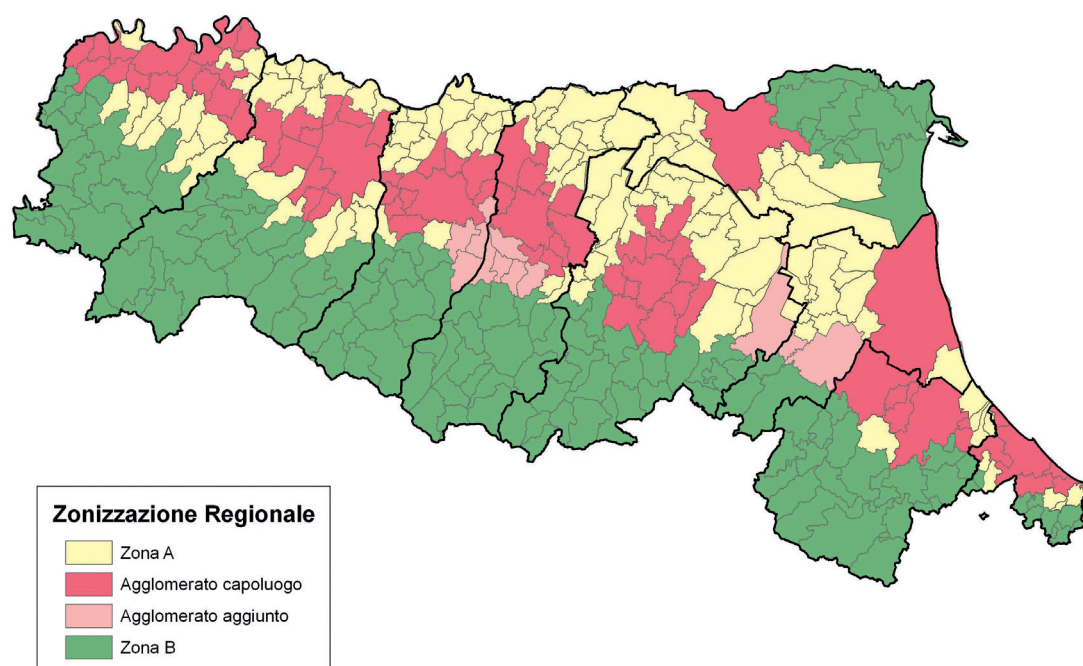 Zonizzazione Regionale
Zona A
Agglomerato capoluogo
Agglomerato aggiunto
Zona B